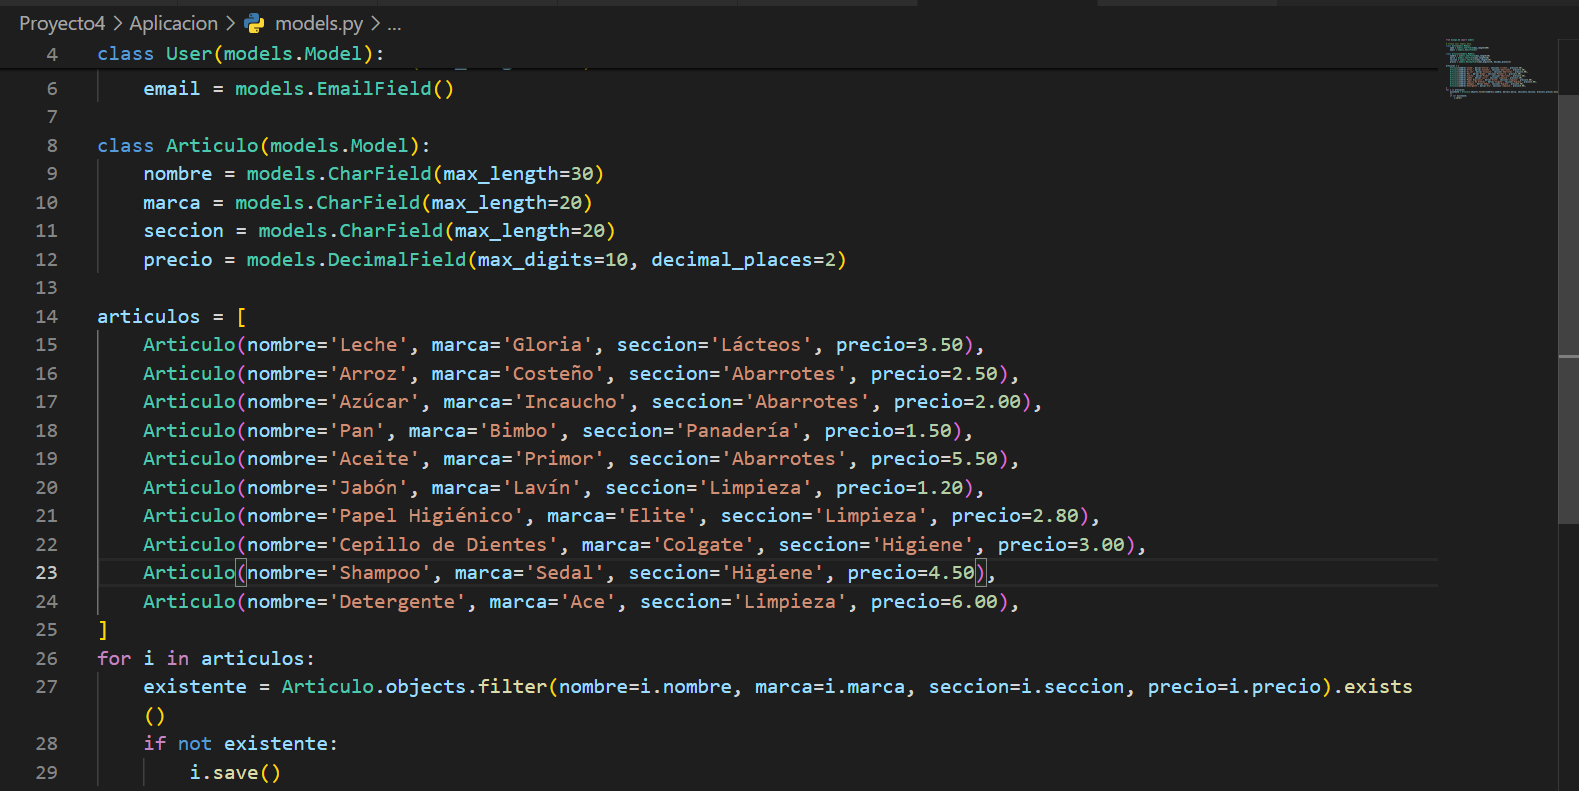 Proyecto4 > Aplicacion > models.py > ...
4 class User(models.Model):
6 email = models.EmailField()
7
8 class Articulo(models.Model):
9 nombre = models.CharField(max_length=30)
10 marca = models.CharField(max_length=20)
11 seccion = models.CharField(max_length=20)
12 precio = models.DecimalField(max_digits=10, decimal_places=2)
13
14 articulos = [
15 Articulo(nombre='Leche', marca='Gloria', seccion='Lácteos', precio=3.50),
16 Articulo(nombre='Arroz', marca='Costeño', seccion='Abarrotes', precio=2.50),
17 Articulo(nombre='Azúcar', marca='Incaucho', seccion='Abarrotes', precio=2.00),
18 Articulo(nombre='Pan', marca='Bimbo', seccion='Panadería', precio=1.50),
19 Articulo(nombre='Aceite', marca='Primor', seccion='Abarrotes', precio=5.50),
20 Articulo(nombre='Jabón', marca='Lavín', seccion='Limpieza', precio=1.20),
21 Articulo(nombre='Papel Higiénico', marca='Elite', seccion='Limpieza', precio=2.80),
22 Articulo(nombre='Cepillo de Dientes', marca='Colgate', seccion='Higiene', precio=3.00),
23 Articulo(nombre='Shampoo', marca='Sedal', seccion='Higiene', precio=4.50),
24 Articulo(nombre='Detergente', marca='Ace', seccion='Limpieza', precio=6.00),
25 ]
26 for i in articulos:
27 existente = Articulo.objects.filter(nombre=i.nombre, marca=i.marca, seccion=i.seccion, precio=i.precio).exists
()
28 if not existente:
29 i.save()